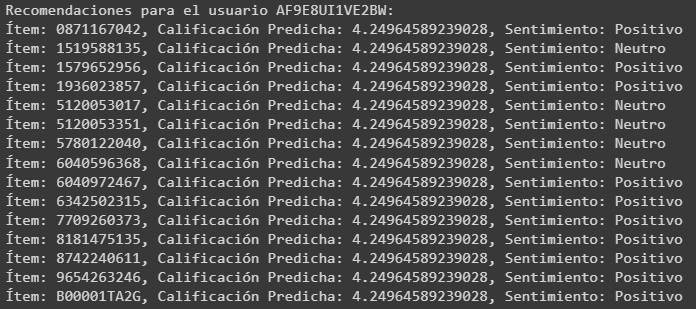 Recomendaciones para el usuario AF9E8UI1VE2BW:
Ítem: 0871167042, Calificación Predicha: 4.24964589239028, Sentimiento: Positivo
Ítem: 1519588135, Calificación Predicha: 4.24964589239028, Sentimiento: Neutro
Ítem: 1579652956, Calificación Predicha: 4.24964589239028, Sentimiento: Positivo
Ítem: 1936023857, Calificación Predicha: 4.24964589239028, Sentimiento: Positivo
Ítem: 5120053017, Calificación Predicha: 4.24964589239028, Sentimiento: Neutro
Ítem: 5120053351, Calificación Predicha: 4.24964589239028, Sentimiento: Neutro
Ítem: 5780122040, Calificación Predicha: 4.24964589239028, Sentimiento: Neutro
Ítem: 6040596368, Calificación Predicha: 4.24964589239028, Sentimiento: Neutro
Ítem: 6040972467, Calificación Predicha: 4.24964589239028, Sentimiento: Positivo
Ítem: 6342502315, Calificación Predicha: 4.24964589239028, Sentimiento: Positivo
Ítem: 7709260373, Calificación Predicha: 4.24964589239028, Sentimiento: Positivo
Ítem: 8181475135, Calificación Predicha: 4.24964589239028, Sentimiento: Positivo
Ítem: 8742240611, Calificación Predicha: 4.24964589239028, Sentimiento: Positivo
Ítem: 9654263246, Calificación Predicha: 4.24964589239028, Sentimiento: Positivo
Ítem: B00001TA2G, Calificación Predicha: 4.24964589239028, Sentimiento: Positivo